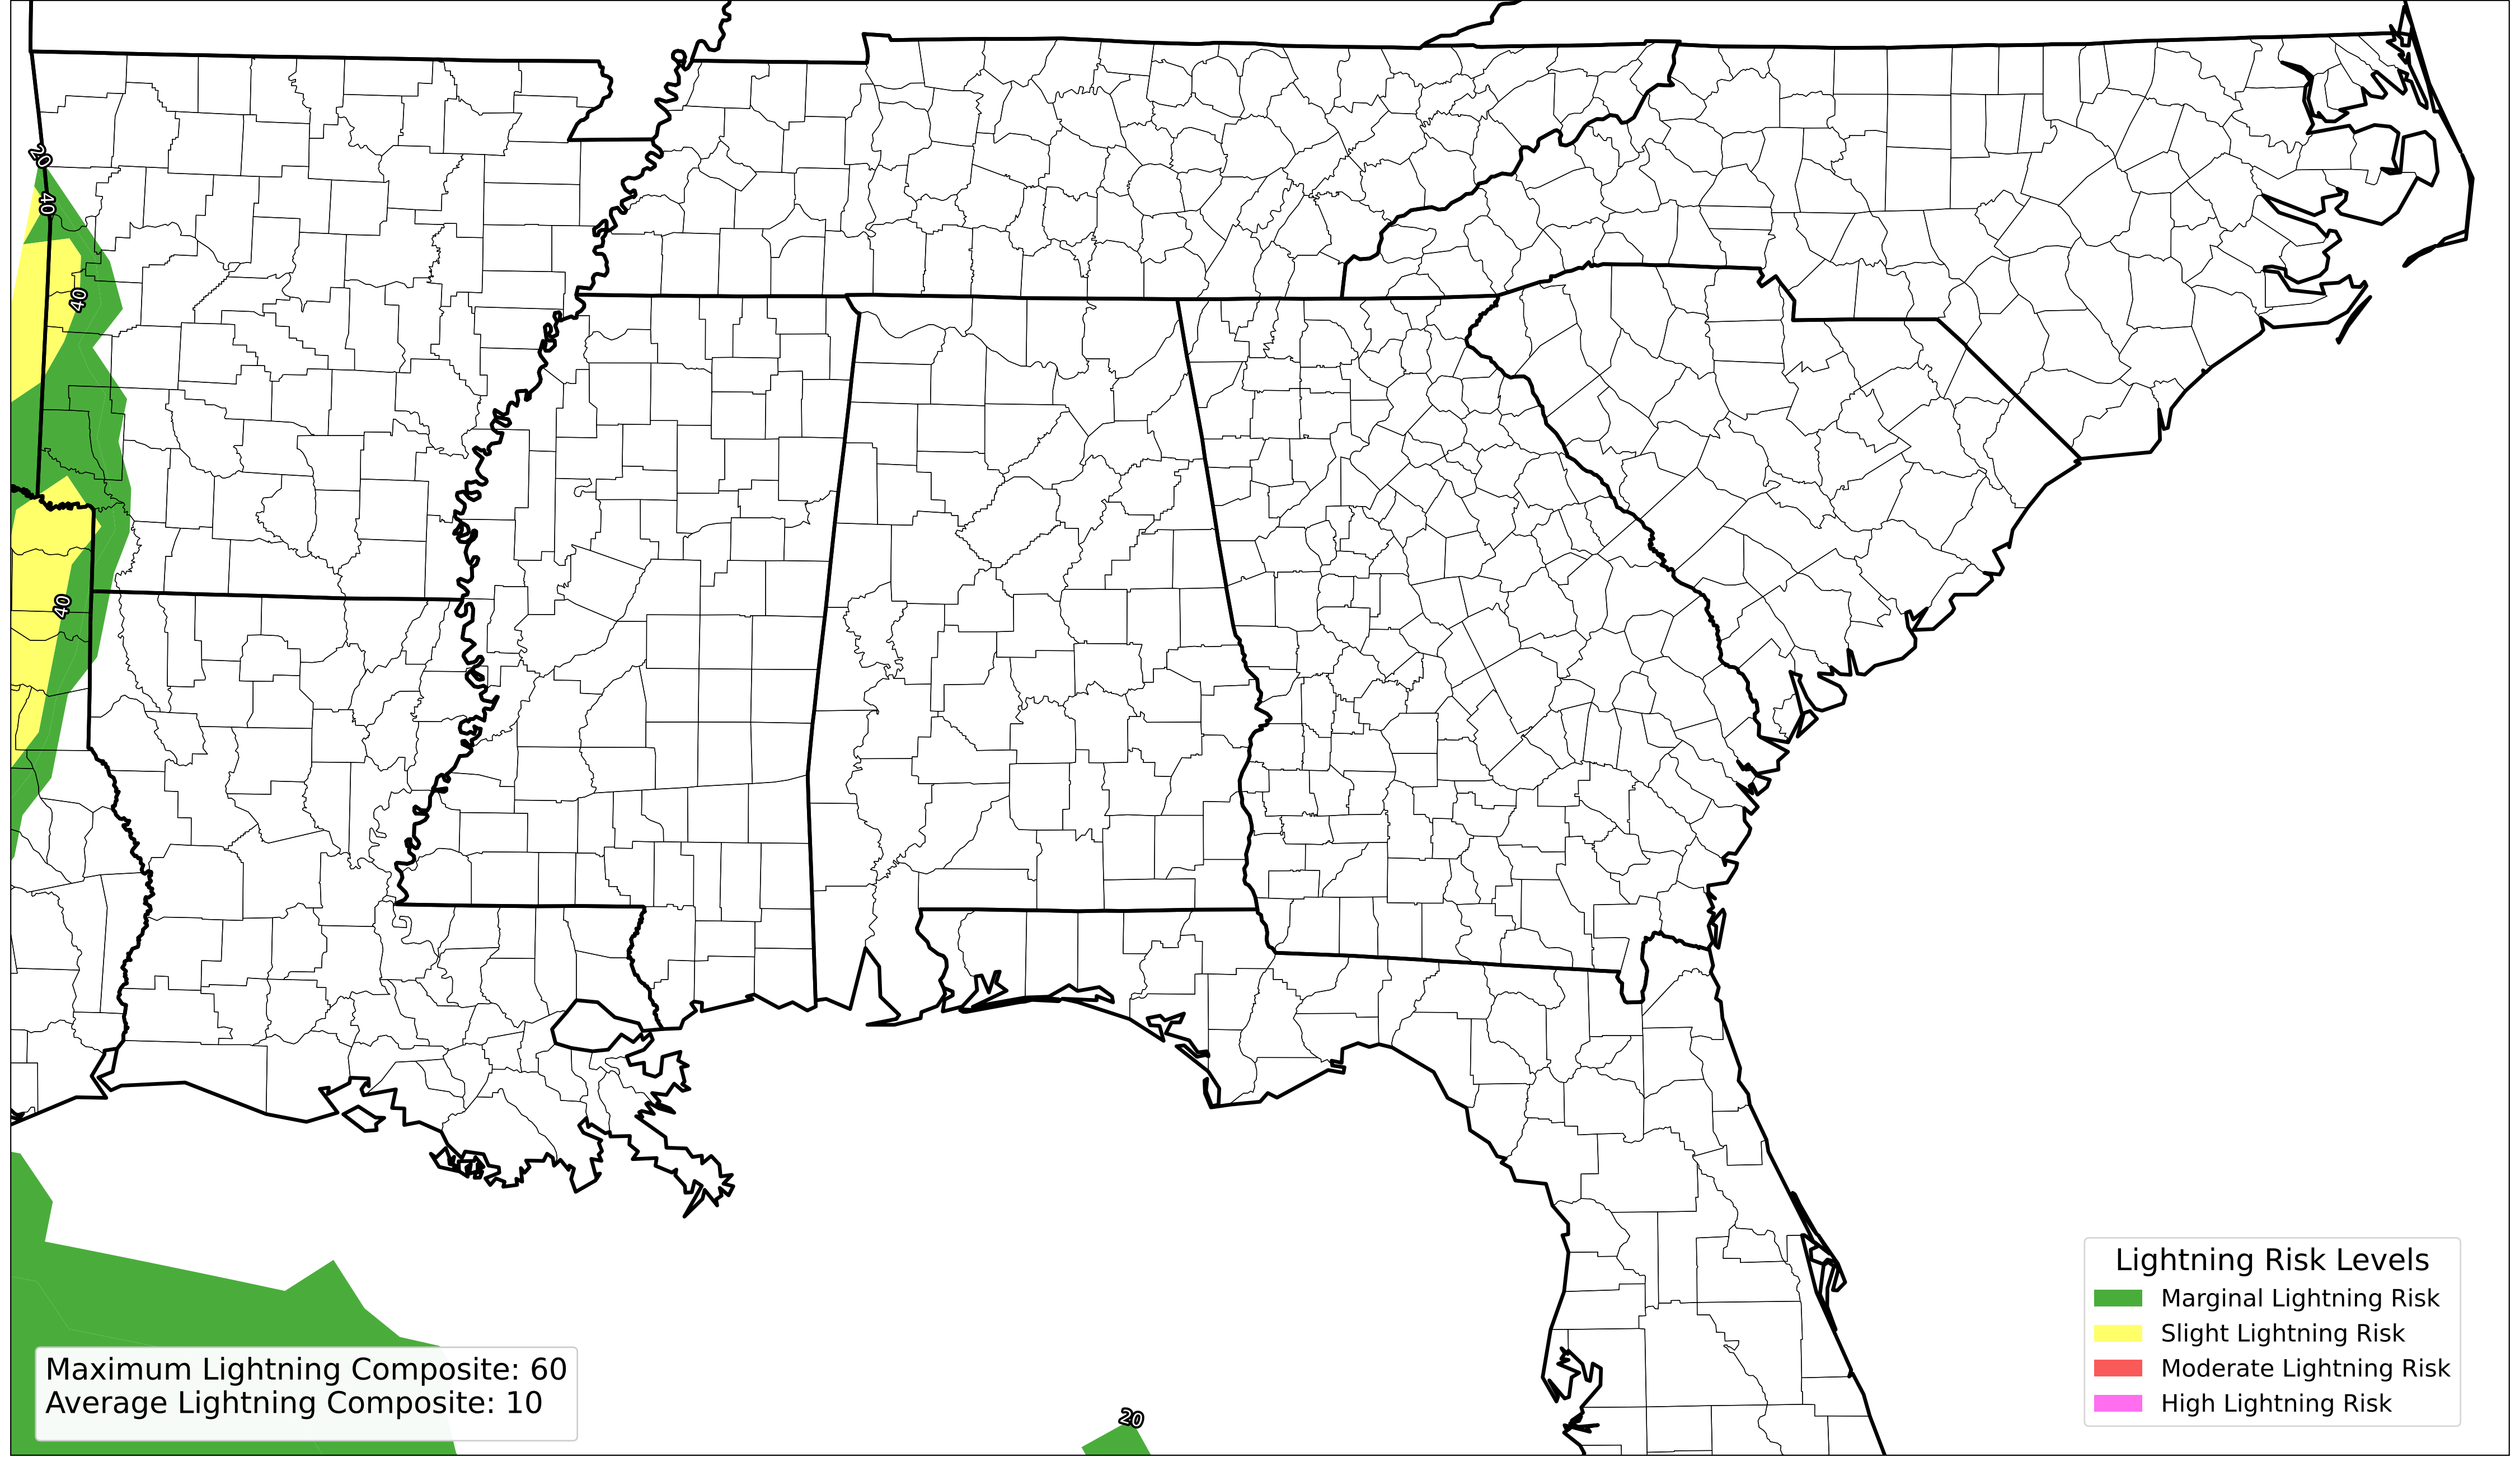 20
40
40
40
20
Maximum Lightning Composite: 60
Average Lightning Composite: 10
Lightning Risk Levels
Marginal Lightning Risk
Slight Lightning Risk
Moderate Lightning Risk
High Lightning Risk